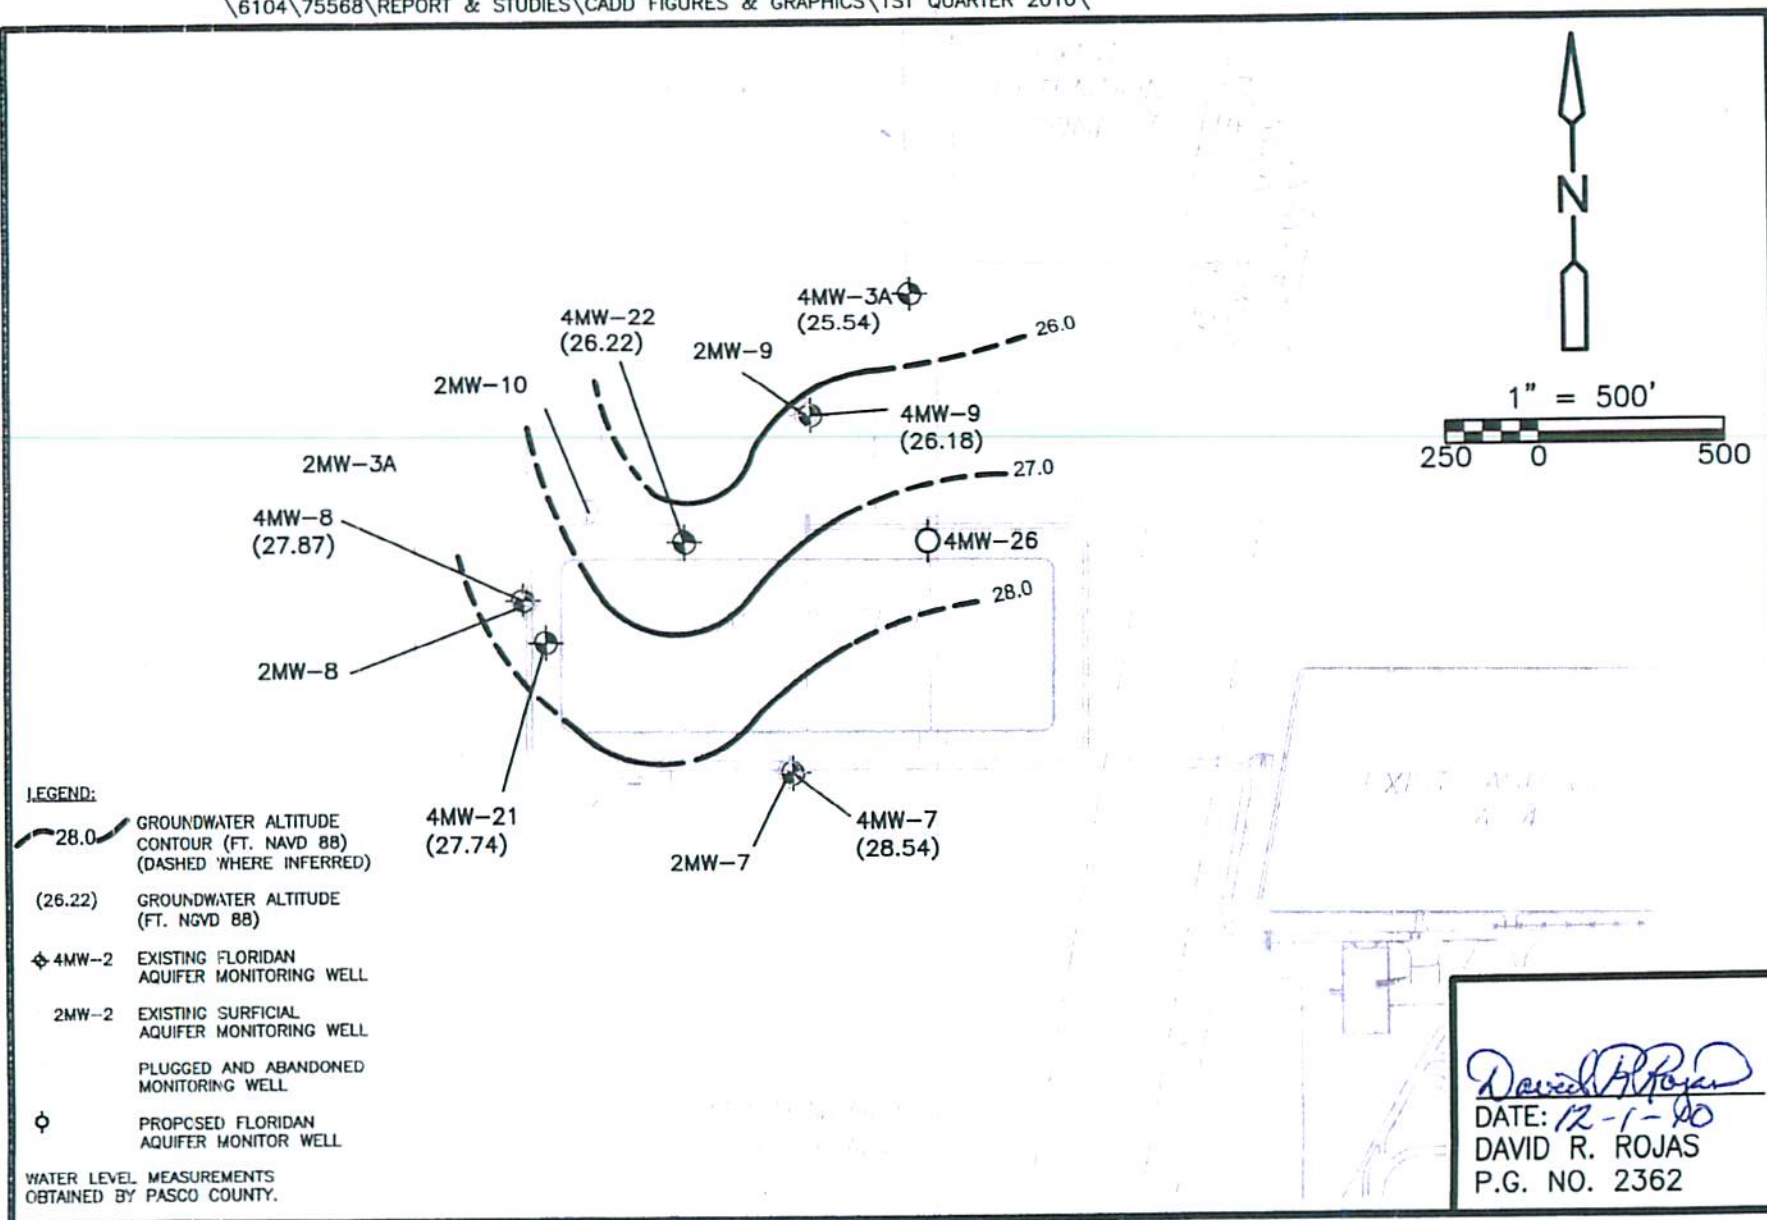 \6104\75568\REPORT & STUDIES\CADD FIGURES & GRAPHICS\1ST QUARTER 2010\
N
1" = 500'
250 0 500
4MW-3A
(25.54)
26.0
4MW-22
(26.22)
2MW-9
2MW-10
4MW-9
(26.18)
2MW-3A
27.0
4MW-8
(27.87)
4MW-26
28.0
2MW-8
4MW-21
(27.74)
4MW-7
(28.54)
2MW-7
LEGEND:
28.0 GROUNDWATER ALTITUDE
CONTOUR (FT. NAVD 88)
(DASHED WHERE INFERRED)
(26.22) GROUNDWATER ALTITUDE
(FT. NGVD 88)
4MW-2 EXISTING FLORIDAN
AQUIFER MONITORING WELL
2MW-2 EXISTING SURFICIAL
AQUIFER MONITORING WELL
PLUGGED AND ABANDONED
MONITORING WELL
PROPOSED FLORIDAN
AQUIFER MONITOR WELL
WATER LEVEL MEASUREMENTS
OBTAINED BY PASCO COUNTY.
David R Rojas
DATE: 12-1-10
DAVID R. ROJAS
P.G. NO. 2362